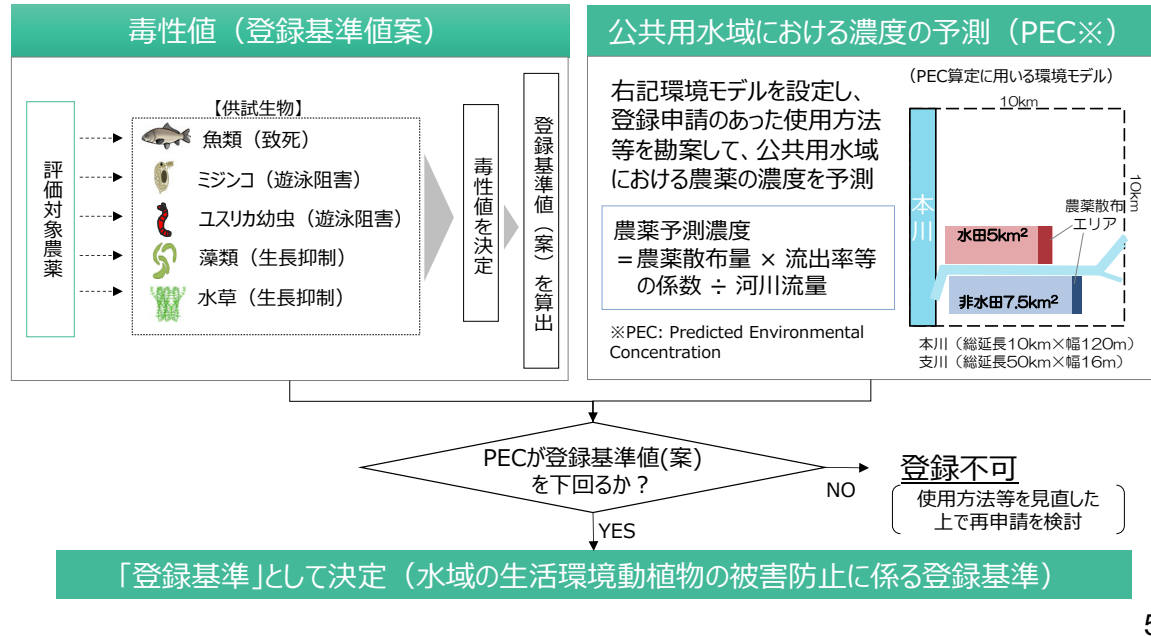 毒性値（登録基準値案）
評価対象農薬
【供試生物】
魚類（致死）
ミジンコ（遊泳阻害）
ユスリカ幼虫（遊泳阻害）
藻類（生長抑制）
水草（生長抑制）
毒性値を決定
登録基準値（案）を算出
公共用水域における濃度の予測（PEC※）
右記環境モデルを設定し、
登録申請のあった使用方法
等を勘案して、公共用水域
における農薬の濃度を予測
農薬予測濃度
＝農薬散布量 × 流出率等
の係数 ÷ 河川流量
※PEC: Predicted Environmental
Concentration
（PEC算定に用いる環境モデル）
10km
10km
本川
農薬散布
エリア
水田5km²
非水田7.5km²
本川（総延長10km×幅120m）
支川（総延長50km×幅16m）
PECが登録基準値(案)
を下回るか？
NO
登録不可
使用方法等を見直した
上で再申請を検討
YES
「登録基準」として決定（水域の生活環境動植物の被害防止に係る登録基準）
5